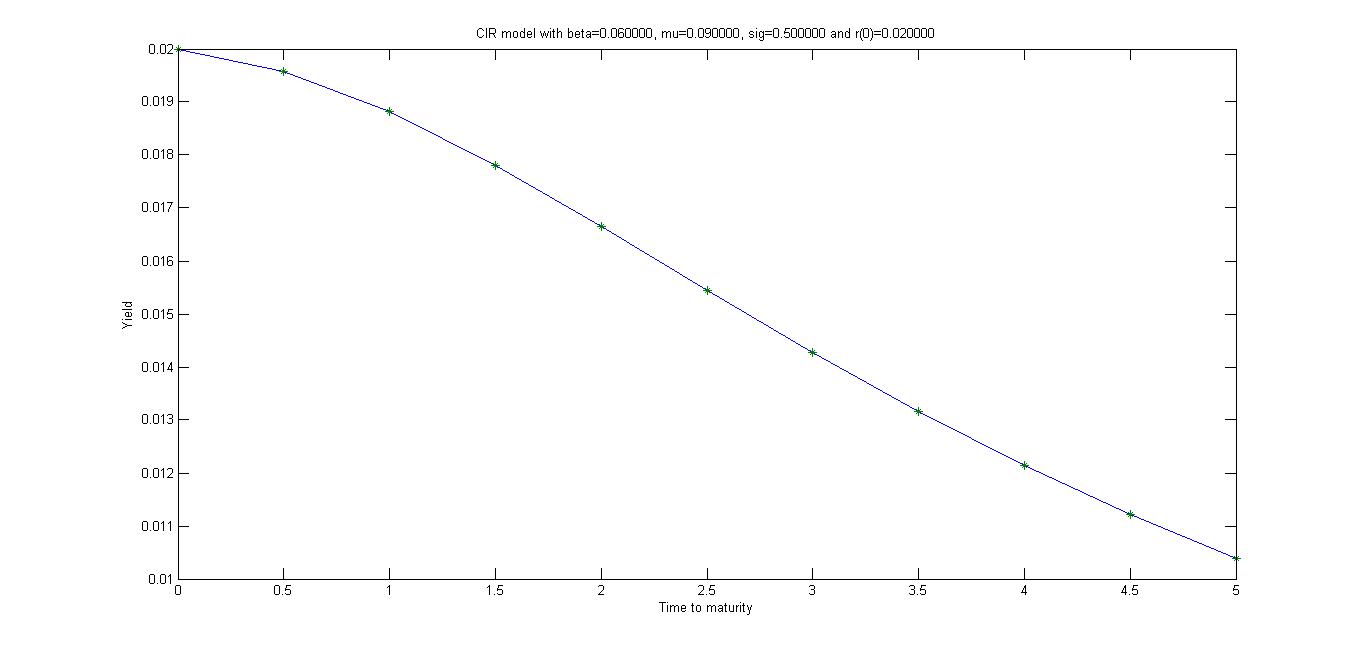 CIR model with beta=0.060000, mu=0.090000, sig=0.500000 and r(0)=0.020000
0.02
0.019
0.018
0.017
0.016
0.015
0.014
0.013
0.012
0.011
0.01
Yield
0 0.5 1 1.5 2 2.5 3 3.5 4 4.5 5
Time to maturity